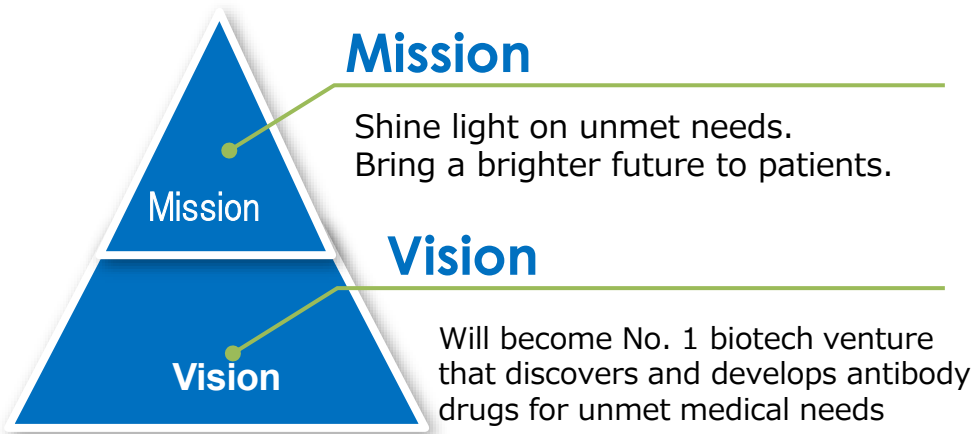 Mission
Shine light on unmet needs.
Bring a brighter future to patients.
Mission
Vision
Will become No. 1 biotech venture
that discovers and develops antibody
drugs for unmet medical needs
Vision